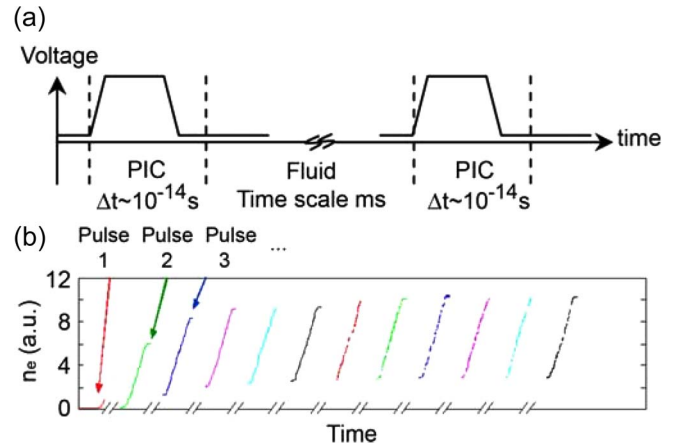 (a)
Voltage
time
PIC
Δt~10⁻¹⁴s
Fluid
Time scale ms
PIC
Δt~10⁻¹⁴s
(b)
Pulse 1
Pulse 2
Pulse 3
...
12
8
4
0
nₑ (a.u.)
Time